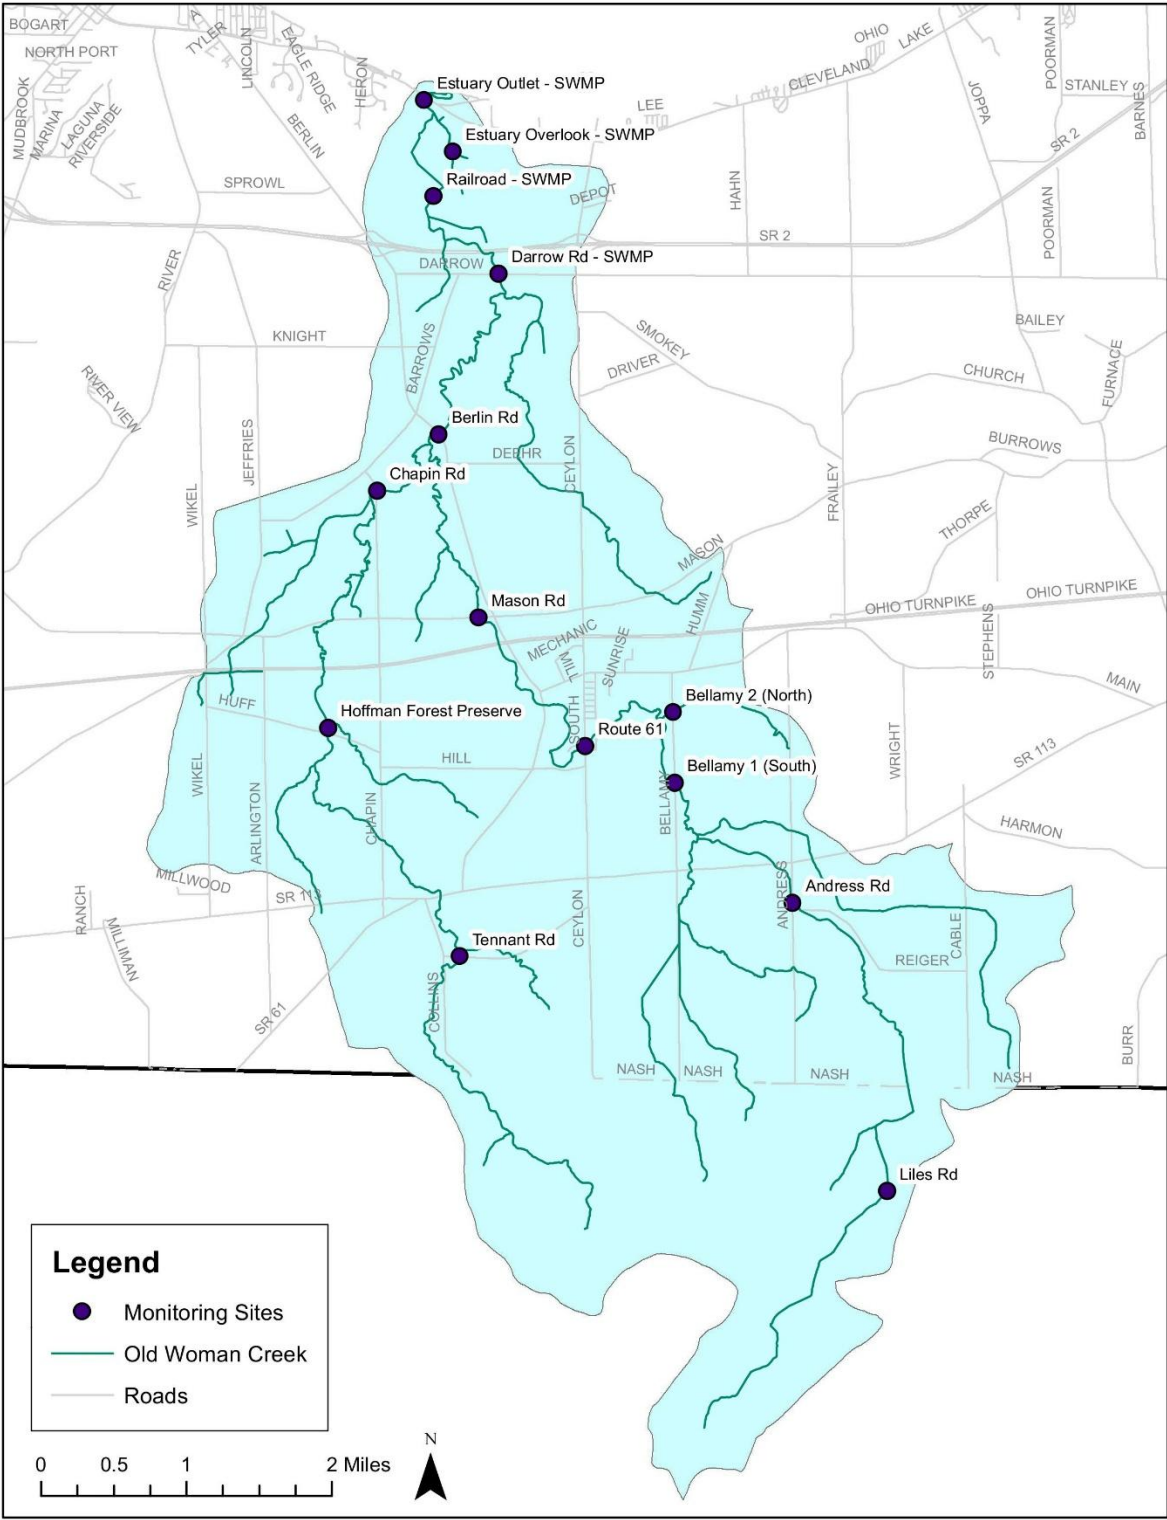 BOGART
A
TYLER
LINCOLN
EAGLE RIDGE
HERON
OHIO
LAKE
CLEVELAND
POORMAN
STANLEY
BARNES
JOPPA
NORTH PORT
MUDBROOK
MARINA
LAGUNA
RIVERSIDE
BERLIN
Estuary Outlet - SWMP
LEE
Estuary Overlook - SWMP
SR 2
SPROWL
Railroad - SWMP
DEPOT
HAHN
POORMAN
SR 2
RIVER
DARROW
Darrow Rd - SWMP
KNIGHT
BARROWS
SMOKEY
DRIVER
BAILEY
CHURCH
FURNACE
RIVER VIEW
JEFFRIES
Berlin Rd
DEEHR
CEYLON
BURROWS
Chapin Rd
WIKEL
FRAILEY
THORPE
MASON
Mason Rd
HUMM
OHIO TURNPIKE
OHIO TURNPIKE
MECHANIC
MILL
SUNRISE
STEPHENS
MAIN
HUFF
Hoffman Forest Preserve
SOUTH
Bellamy 2 (North)
Route 61
WRIGHT
SR 113
WIKEL
HILL
Bellamy 1 (South)
BELLAMY
ARLINGTON
CHAPIN
HARMON
MILLWOOD
SR 113
RANCH
MILLIMAN
Andress Rd
ANDRESS
CEYLON
CABLE
Tennant Rd
REIGER
COLLINS
SR 61
BURR
NASH
NASH
NASH
NASH
Liles Rd
Legend
Monitoring Sites
Old Woman Creek
Roads
0 0.5 1 2 Miles
N